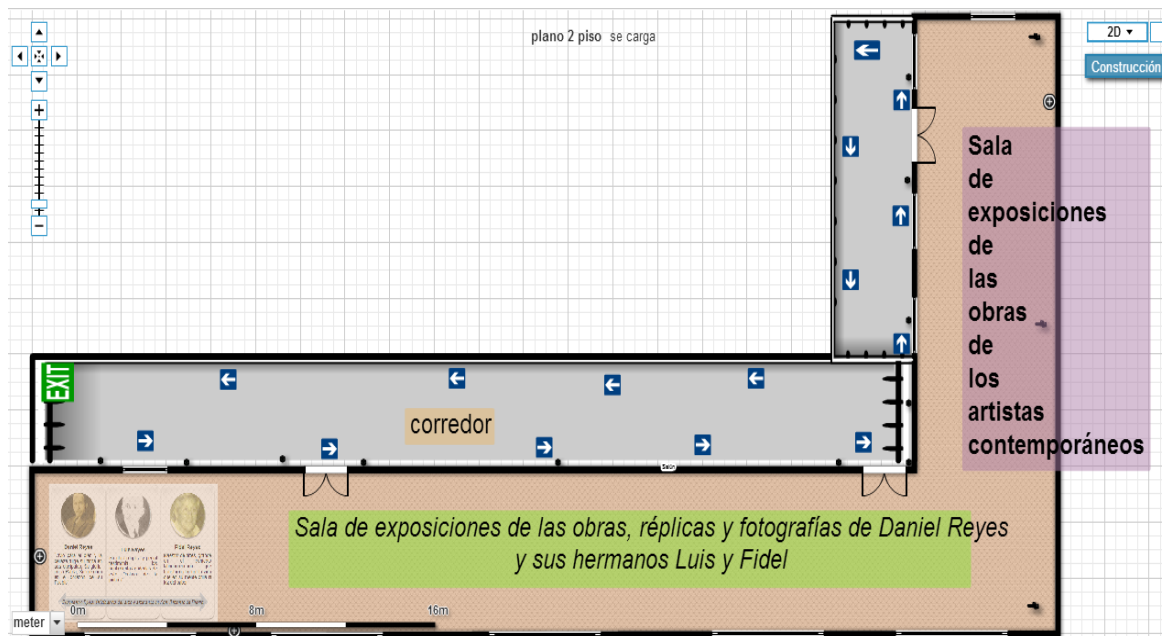 plano 2 piso se carga
2D
Construcción
Sala
de
exposiciones
de
las
obras
de
los
artistas
contemporáneos
EXIT
corredor
Salón
Sala de exposiciones de las obras, réplicas y fotografías de Daniel Reyes
y sus hermanos Luis y Fidel
Daniel Reyes
Reyes
Reyes
0m
8m
16m
meter